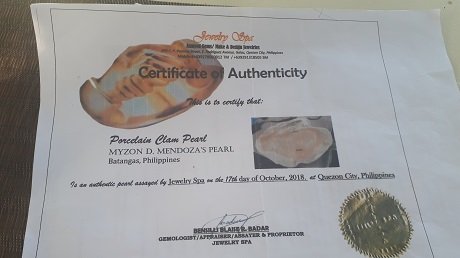 Jewelry Spa
Certificate of Authenticity
This is to certify that:
Porcelain Clam Pearl
MYZON D. MENDOZA'S PEARL
Batangas, Philippines
Is an authentic pearl assayed by Jewelry Spa on the 17th day of October, 2018, at Quezon City, Philippines
BADAR
GEMOLOGIST/APPRAISER/ASSAYER & PROPRIETOR
JEWELRY SPA